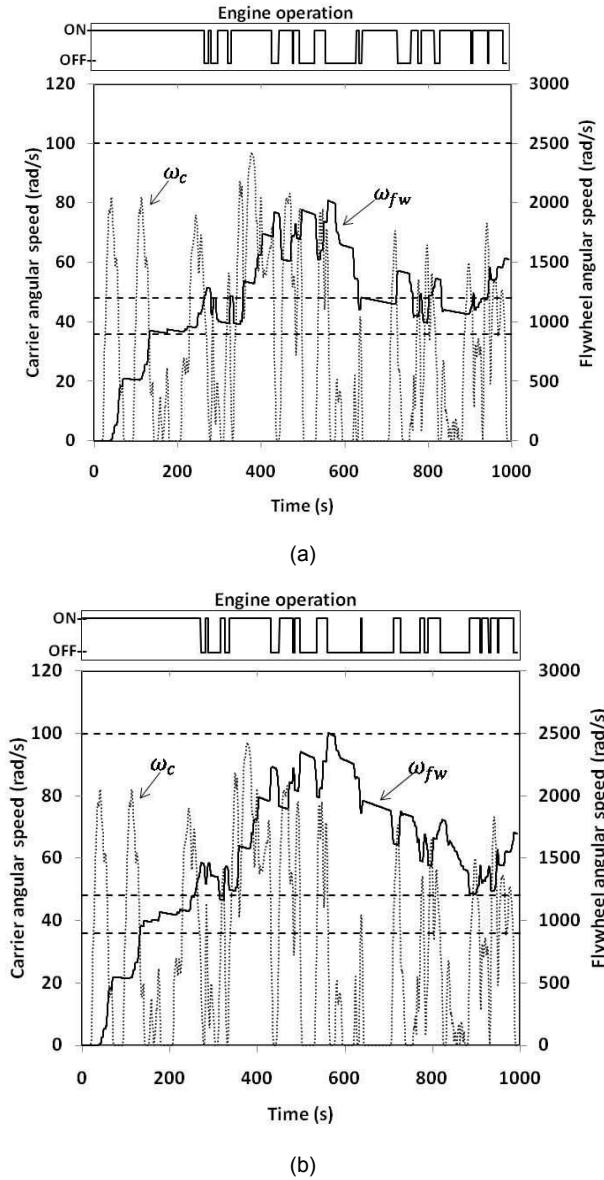 Engine operation
ON
OFF
120
100
80
60
40
20
0
Carrier angular speed (rad/s)
ω_c
ω_fw
3000
2500
2000
1500
1000
500
0
Flywheel angular speed (rad/s)
0 200 400 600 800 1000
Time (s)
(a)
Engine operation
ON
OFF
120
100
80
60
40
20
0
Carrier angular speed (rad/s)
ω_c
ω_fw
3000
2500
2000
1500
1000
500
0
Flywheel angular speed (rad/s)
0 200 400 600 800 1000
Time (s)
(b)